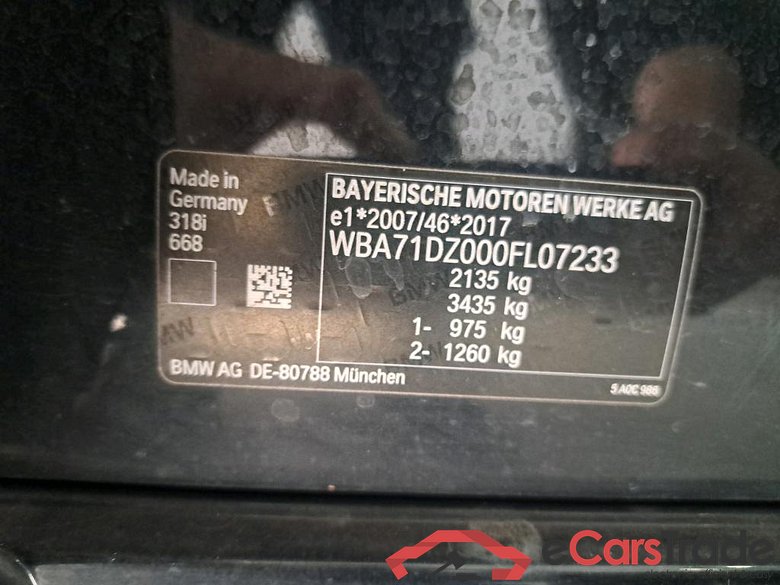 Made in
Germany
318i
668
BAYERISCHE MOTOREN WERKE AG
e1*2007/46*2017
WBA71DZ000FL07233
2135 kg
3435 kg
1- 975 kg
2- 1260 kg
BMW AG DE-80788 München
5 A0C 986
eCarstrade